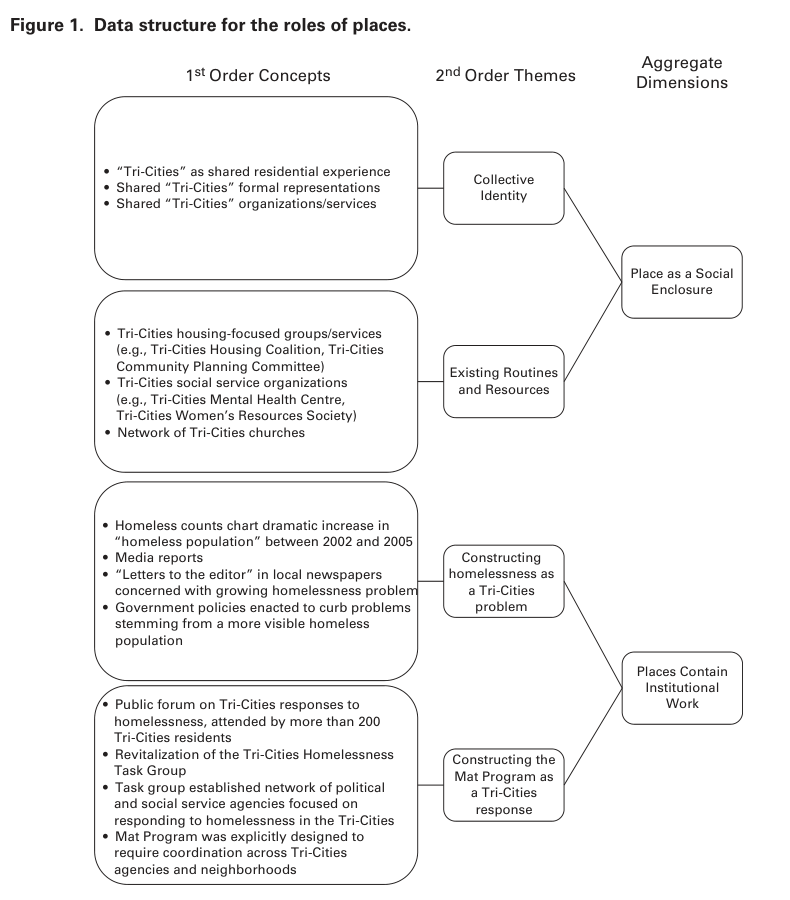 Figure 1. Data structure for the roles of places.
1st Order Concepts
2nd Order Themes
Aggregate
Dimensions
• “Tri-Cities” as shared residential experience
• Shared “Tri-Cities” formal representations
• Shared “Tri-Cities” organizations/services
Collective
Identity
Place as a Social
Enclosure
• Tri-Cities housing-focused groups/services
(e.g., Tri-Cities Housing Coalition, Tri-Cities
Community Planning Committee)
• Tri-Cities social service organizations
(e.g., Tri-Cities Mental Health Centre,
Tri-Cities Women’s Resources Society)
• Network of Tri-Cities churches
Existing Routines
and Resources
• Homeless counts chart dramatic increase in
“homeless population” between 2002 and 2005
• Media reports
• “Letters to the editor” in local newspapers
concerned with growing homelessness problem
• Government policies enacted to curb problems
stemming from a more visible homeless
population
Constructing
homelessness as
a Tri-Cities
problem
Places Contain
Institutional
Work
• Public forum on Tri-Cities responses to
homelessness, attended by more than 200
Tri-Cities residents
• Revitalization of the Tri-Cities Homelessness
Task Group
• Task group established network of political
and social service agencies focused on
responding to homelessness in the Tri-Cities
• Mat Program was explicitly designed to
require coordination across Tri-Cities
agencies and neighborhoods
Constructing the
Mat Program as
a Tri-Cities
response